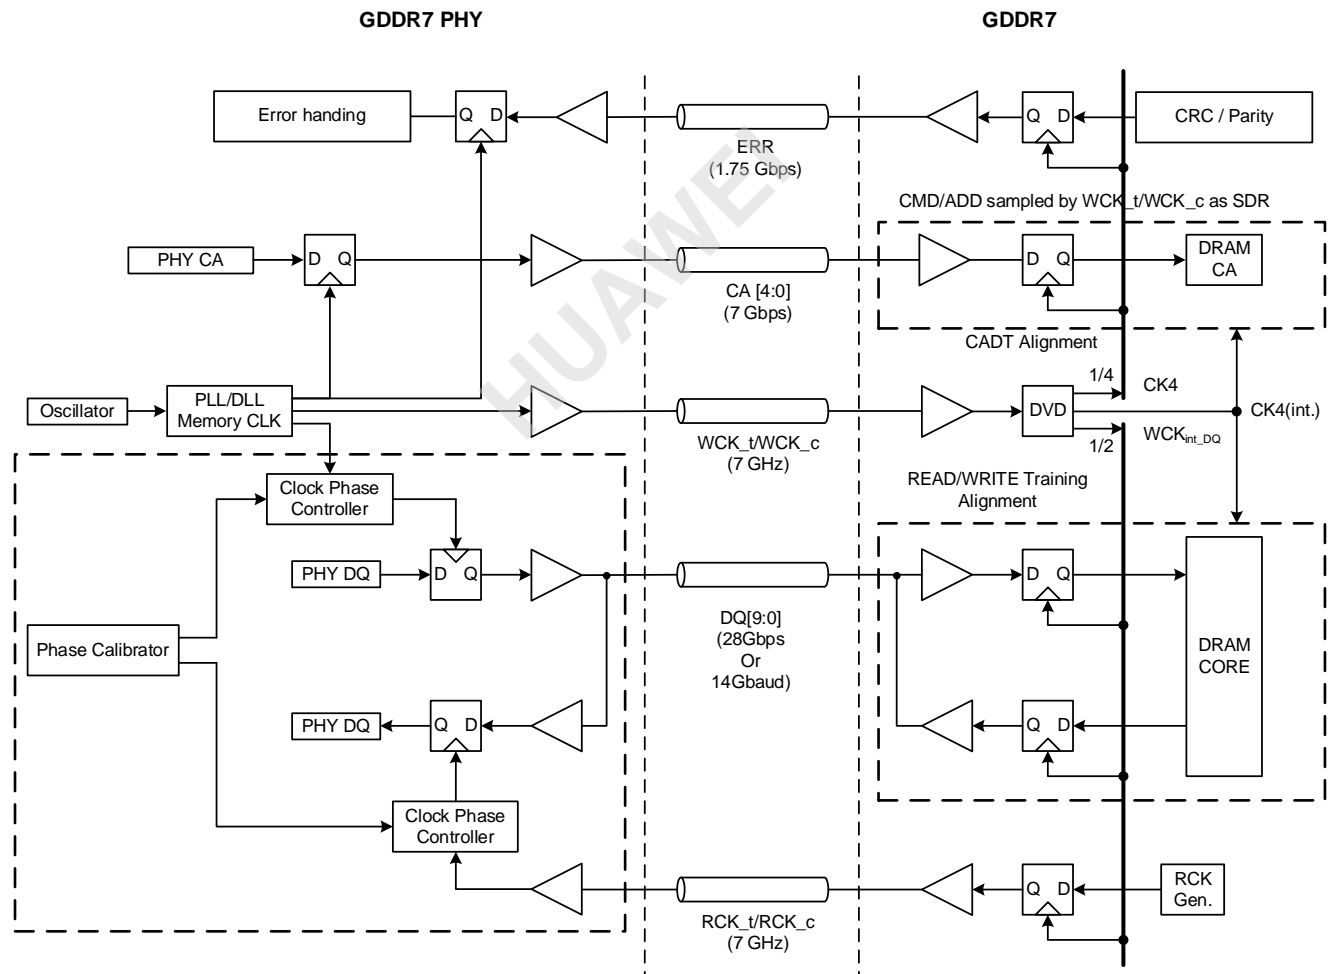 GDDR7 PHY
GDDR7
Error handing
Q D
Q D
CRC / Parity
ERR
(1.75 Gbps)
HUAWEI
CMD/ADD sampled by WCK_t/WCK_c as SDR
PHY CA
D Q
D Q
DRAM
CA
CA [4:0]
(7 Gbps)
CADT Alignment
1/4
CK4
Oscillator
PLL/DLL
Memory CLK
DVD
CK4(int.)
WCK_t/WCK_c
(7 GHz)
1/2
WCKint_DQ
READ/WRITE Training
Alignment
Clock Phase
Controller
PHY DQ
D Q
D Q
DQ[9:0]
(28Gbps
Or
14Gbaud)
Phase Calibrator
DRAM
CORE
PHY DQ
Q D
Q D
Clock Phase
Controller
Q D
RCK
Gen.
RCK_t/RCK_c
(7 GHz)